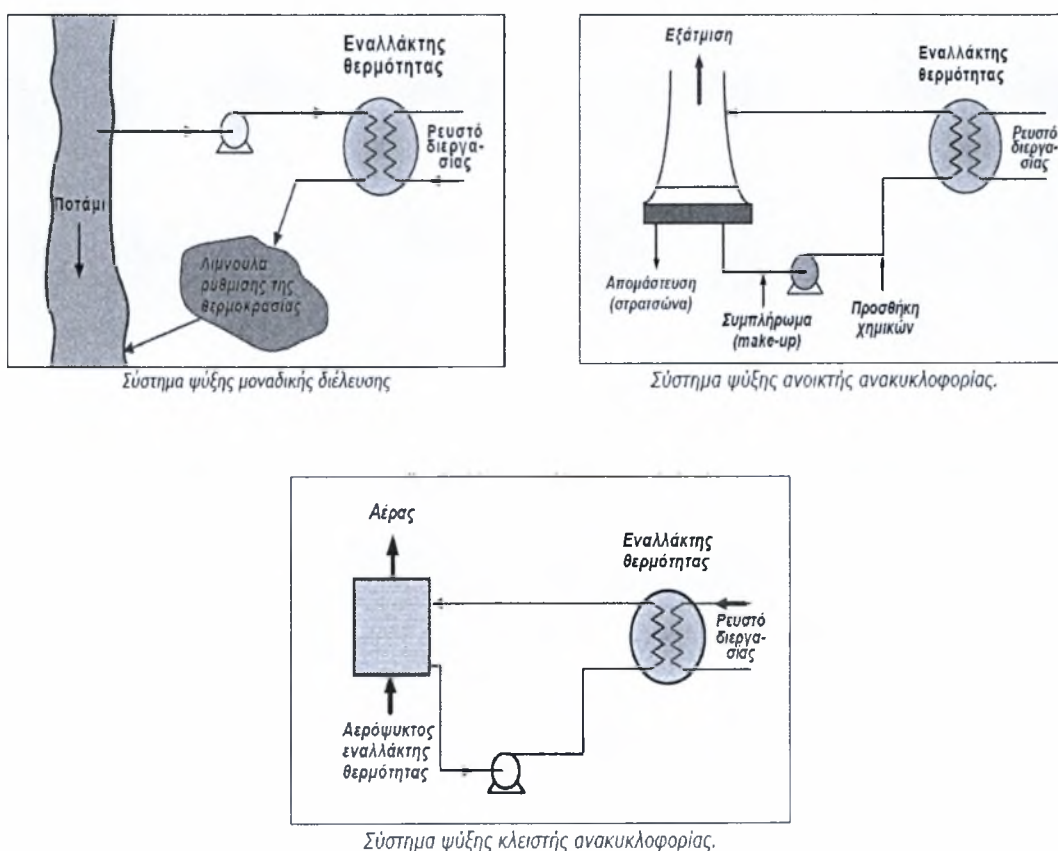 Εναλλάκτης
θερμότητας
Ρευστό
διεργα-
σίας
Ποτάμι
Λιμνούλα
ρύθμισης της
θερμοκρασίας
Σύστημα ψύξης μοναδικής διέλευσης
Εξάτμιση
Εναλλάκτης
θερμότητας
Ρευστό
διεργα-
σίας
Απομάστευση
(στρατσώνα)
Συμπλήρωμα
(make-up)
Προσθήκη
χημικών
Σύστημα ψύξης ανοικτής ανακυκλοφορίας.
Αέρας
Εναλλάκτης
θερμότητας
Ρευστό
διεργα-
σίας
Αερόψυκτος
εναλλάκτης
θερμότητας
Σύστημα ψύξης κλειστής ανακυκλοφορίας.